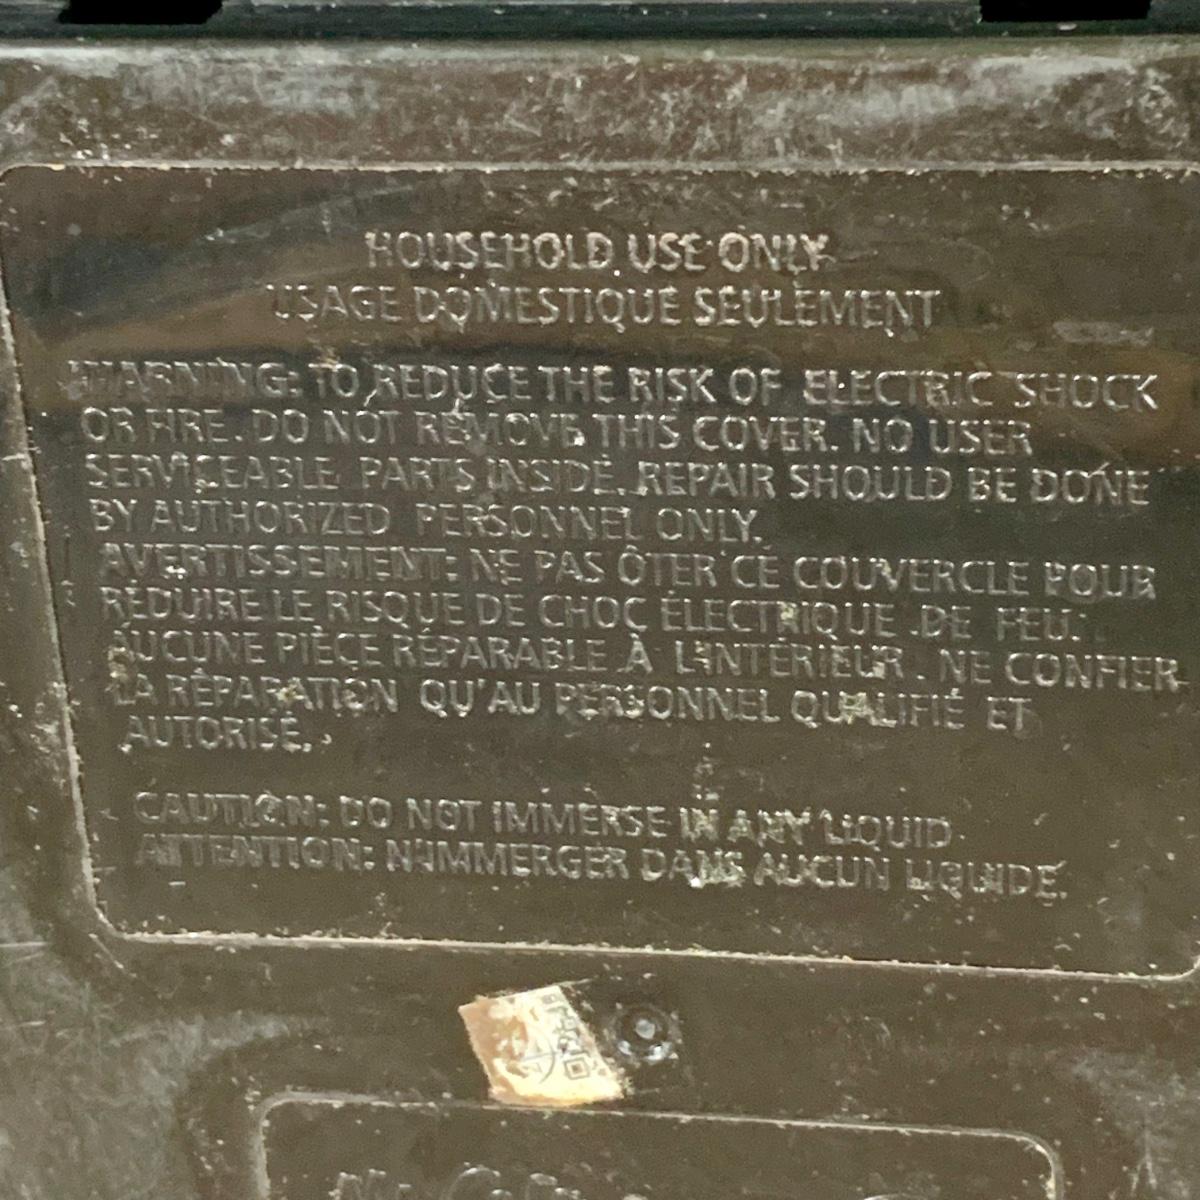 HOUSEHOLD USE ONLY
USAGE DOMESTIQUE SEULEMENT
WARNING: TO REDUCE THE RISK OF ELECTRIC SHOCK
OR FIRE. DO NOT REMOVE THIS COVER. NO USER
SERVICEABLE PARTS INSIDE. REPAIR SHOULD BE DONE
BY AUTHORIZED PERSONNEL ONLY.
AVERTISSEMENT: NE PAS ÔTER CE COUVERCLE POUR
RÉDUIRE LE RISQUE DE CHOC ÉLECTRIQUE .DE FEU.
AUCUNE PIÈCE RÉPARABLE À L'INTÉRIEUR. NE CONFIER
LA RÉPARATION QU'AU PERSONNEL QUALIFIÉ ET
AUTORISÉ.
CAUTION: DO NOT IMMERSE IN ANY LIQUID
ATTENTION: N'IMMERGER DANS AUCUN LIQUIDE.